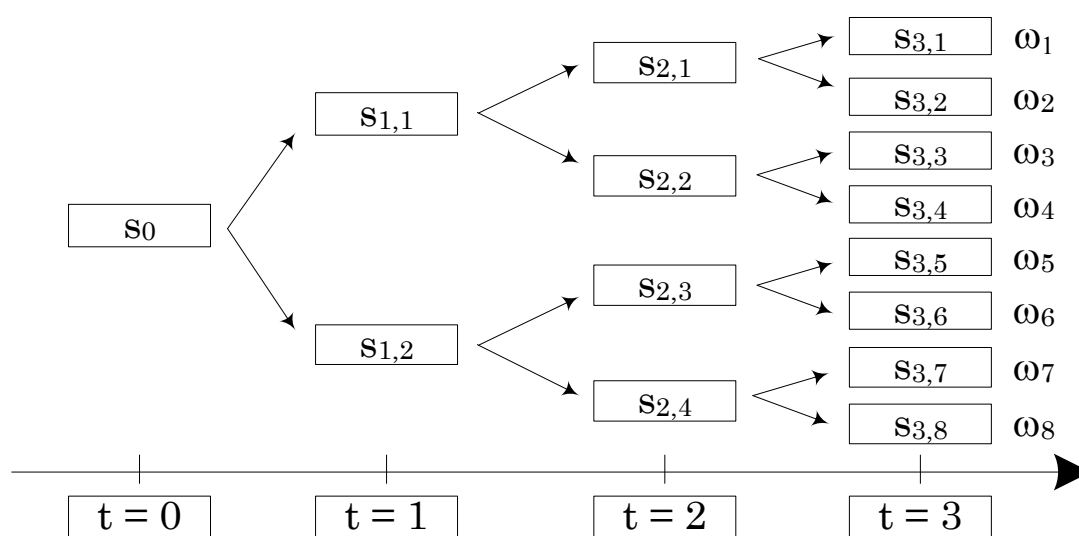 s3,1 ω1
s2,1
s3,2 ω2
s1,1
s3,3 ω3
s2,2
s3,4 ω4
s0
s3,5 ω5
s2,3
s3,6 ω6
s1,2
s3,7 ω7
s2,4
s3,8 ω8
t = 0 t = 1 t = 2 t = 3